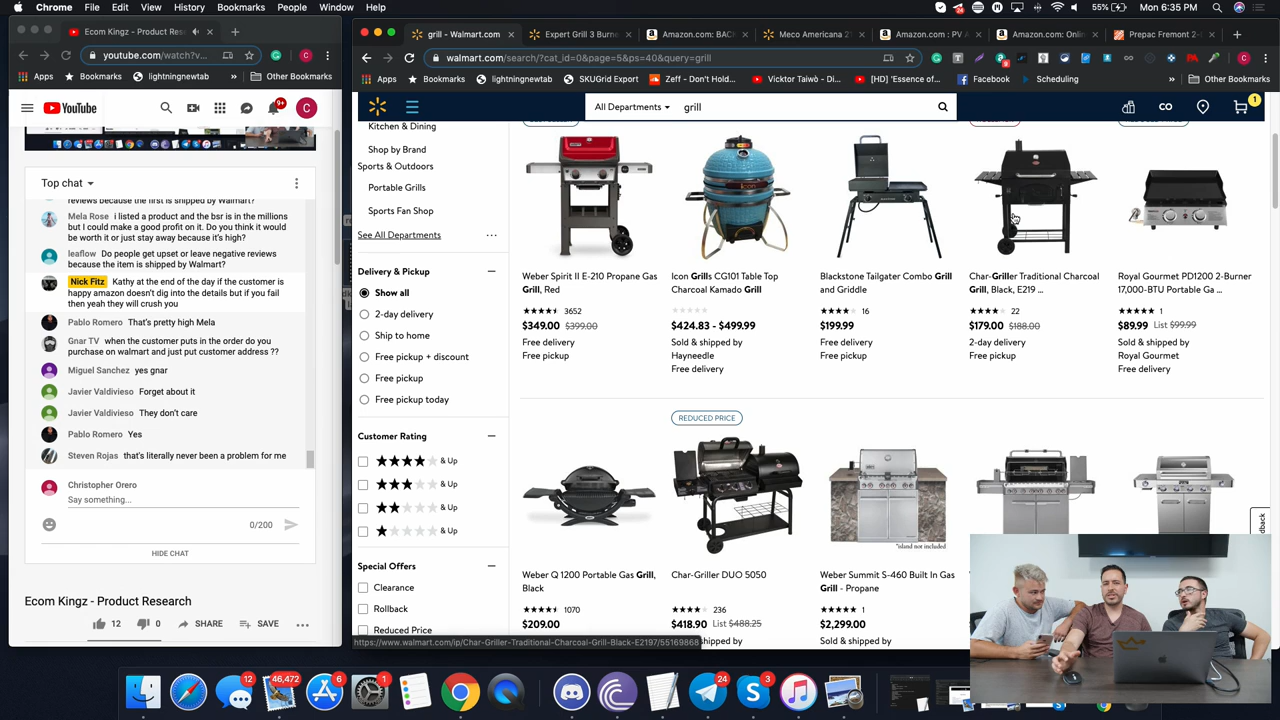 Chrome File Edit View History Bookmarks People Window Help
55% Mon 6:35 PM
Ecom Kingz - Product Rese
youtube.com/watch?v...
Apps Bookmarks lightningnewtab
Other Bookmarks
YouTube
9+
C
Top chat
reviews because the first is shipped by Walmart?
Mela Rose i listed a product and the bsr is in the millions
but I could make a good profit on it. Do you think it would
be worth it or just stay away because it's high?
leaflow Do people get upset or leave negative reviews
because the item is shipped by Walmart?
Nick Fitz Kathy at the end of the day if the customer is
happy amazon doesn't dig into the details but if you fail
then yeah they will crush you
Pablo Romero That's pretty high Mela
Gnar TV when the customer puts in the order do you
purchase on walmart and just put customer address ??
Miguel Sanchez yes gnar
Javier Valdivieso Forget about it
Javier Valdivieso They don't care
Pablo Romero Yes
Steven Rojas that's literally never been a problem for me
Christopher Orero
Say something...
0/200
HIDE CHAT
Ecom Kingz - Product Research
12 0 SHARE SAVE
grill - Walmart.com
Expert Grill 3 Burne
Amazon.com: BAC
Meco Americana 2
Amazon.com : PV A
Amazon.com: Onli
Prepac Fremont 2-
walmart.com/search/?cat_id=0&page=5&ps=40&query=grill
Apps Bookmarks lightningnewtab SKUGrid Export Zeff - Don't Hold... Vicktor Taiwò - Di... [HD] 'Essence of... Facebook Scheduling Other Bookmarks
All Departments grill
1
Kitchen & Dining
Shop by Brand
Sports & Outdoors
Portable Grills
Sports Fan Shop
See All Departments
Delivery & Pickup
Show all
2-day delivery
Ship to home
Free pickup + discount
Free pickup
Free pickup today
Customer Rating
& Up
& Up
& Up
& Up
Special Offers
Clearance
Rollback
Reduced Price
Weber Spirit II E-210 Propane Gas
Grill, Red
3652
$349.00 $399.00
Free delivery
Free pickup
Icon Grills CG101 Table Top
Charcoal Kamado Grill
$424.83 - $499.99
Sold & shipped by
Hayneedle
Free delivery
Blackstone Tailgater Combo Grill
and Griddle
16
$199.99
Free delivery
Free pickup
Char-Griller Traditional Charcoal
Grill, Black, E219 ...
22
$179.00 $188.00
2-day delivery
Free pickup
Royal Gourmet PD1200 2-Burner
17,000-BTU Portable Ga ...
1
$89.99 List $99.99
Sold & shipped by
Royal Gourmet
Free delivery
REDUCED PRICE
*island not included
Weber Q 1200 Portable Gas Grill,
Black
1070
$209.00
Char-Griller DUO 5050
236
$418.90 List $488.25
shipped by
Weber Summit S-460 Built In Gas
Grill - Propane
1
$2,299.00
Sold & shipped by
https://www.walmart.com/ip/Char-Griller-Traditional-Charcoal-Grill-Black-E2197/55169868
12 46,472 6 1 24 3